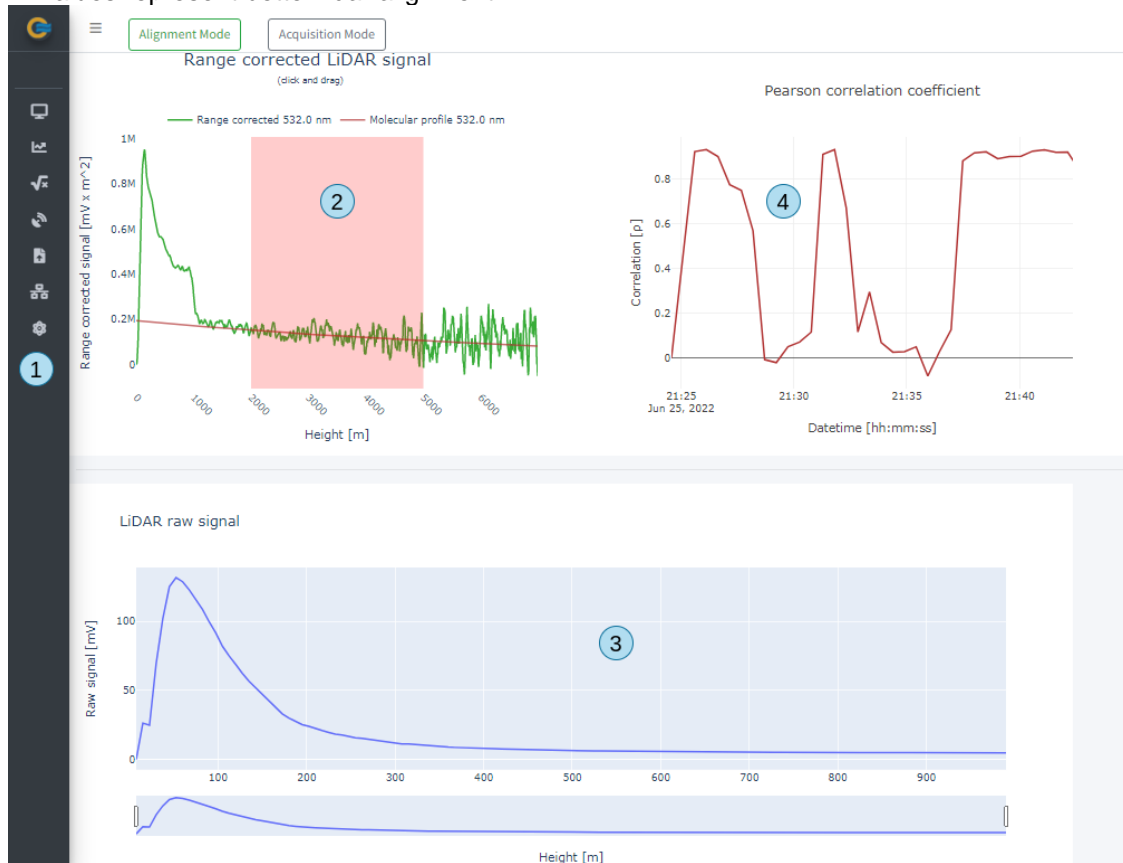 Alignment Mode
Acquisition Mode
Range corrected LiDAR signal
(click and drag)
Range corrected 532.0 nm
Molecular profile 532.0 nm
Range corrected signal [mV x m^2]
1M
0.8M
0.6M
0.4M
0.2M
0
0
1000
2000
3000
4000
5000
6000
Height [m]
2
Pearson correlation coefficient
Correlation [ρ]
0.8
0.6
0.4
0.2
0
21:25
21:30
21:35
21:40
Jun 25, 2022
Datetime [hh:mm:ss]
4
1
LiDAR raw signal
Raw signal [mV]
100
50
0
100
200
300
400
500
600
700
800
900
3
Height [m]